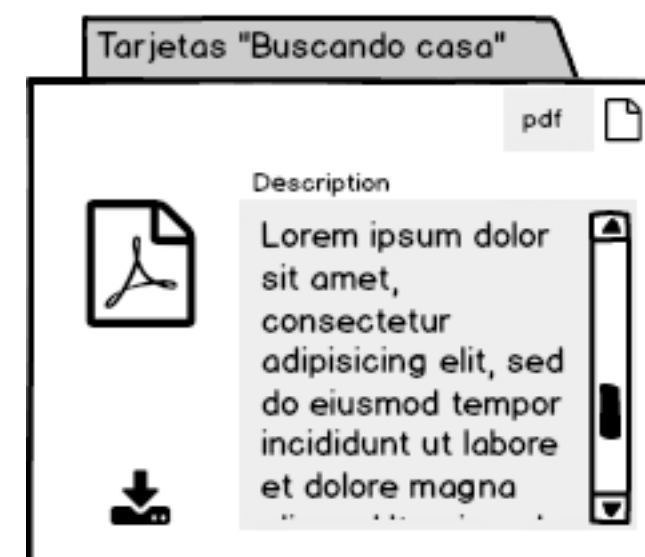 Tarjetas "Buscando casa"
pdf
Description
Lorem ipsum dolor
sit amet,
consectetur
adipisicing elit, sed
do eiusmod tempor
incididunt ut labore
et dolore magna